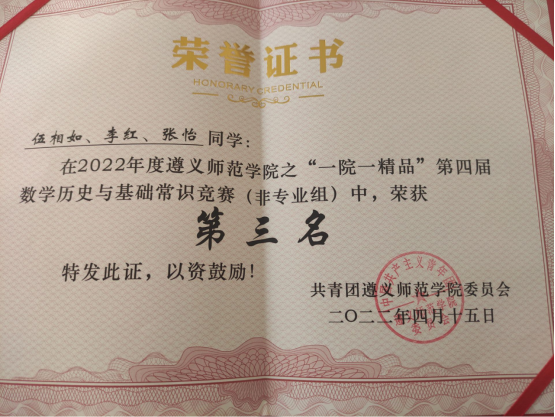 荣誉证书
HONORARY CREDENTIAL
伍相如、李红、张怡 同学：
在2022年度遵义师范学院之“一院一精品”第四届
数学历史与基础常识竞赛（非专业组）中，荣获
第三名
特发此证，以资鼓励！
共青团遵义师范学院委员会
二〇二二年四月十五日